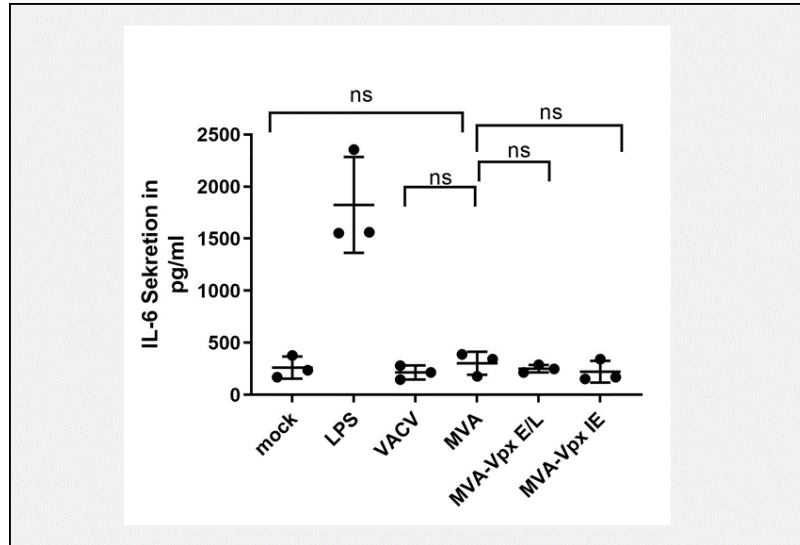 ns
ns
ns
ns
2500
2000
1500
1000
500
0
IL-6 Sekretion in
pg/ml
mock
LPS
VACV
MVA
MVA-Vpx E/L
MVA-Vpx IE